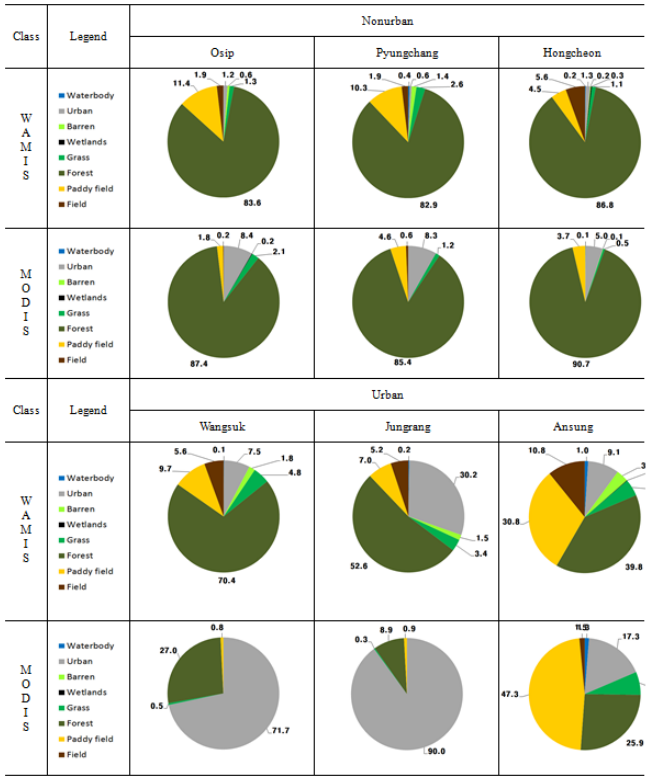 Class Legend Nonurban
Osip Pyungchang Hongcheon
WAMIS
Waterbody
Urban
Barren
Wetlands
Grass
Forest
Paddy field
Field
1.9 1.2 0.6
11.4 1.3
83.6
1.9 0.4 0.6 1.4
10.3 2.6
82.9
5.6 0.2 1.3 0.2 0.3
4.5 1.1
86.8
MODIS
Waterbody
Urban
Barren
Wetlands
Grass
Forest
Paddy field
Field
1.8 0.2 8.4 0.2
2.1
87.4
4.6 0.6 8.3
1.2
85.4
3.7 0.1 5.0 0.1
0.5
90.7
Class Legend Urban
Wangsuk Jungrang Ansung
WAMIS
Waterbody
Urban
Barren
Wetlands
Grass
Forest
Paddy field
Field
5.6 0.1 7.5
9.7 1.8
4.8
70.4
5.2 0.2
7.0 30.2
1.5
3.4
52.6
10.8 1.0 9.1
30.8
39.8
MODIS
Waterbody
Urban
Barren
Wetlands
Grass
Forest
Paddy field
Field
0.8
27.0
0.5
71.7
8.9 0.9
0.3
90.0
17.3
47.3
25.9